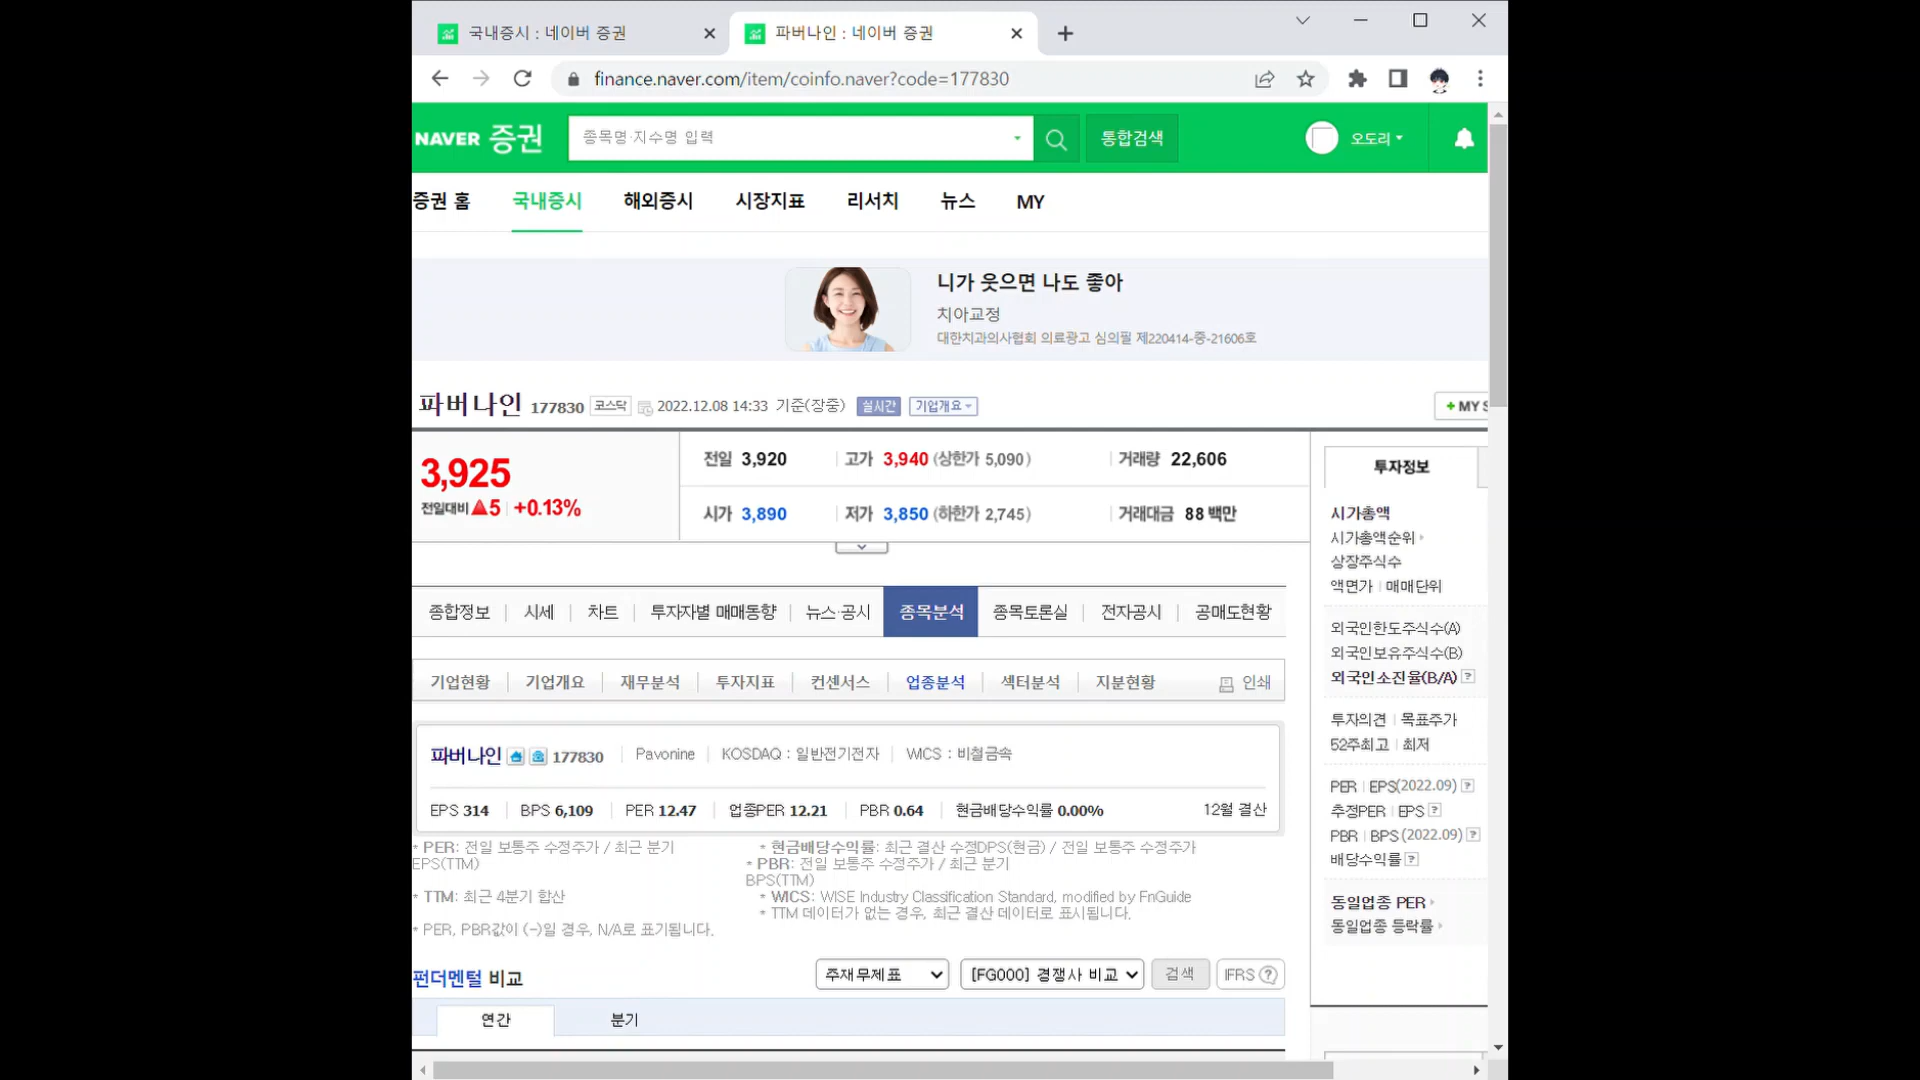 국내증시 : 네이버 증권
파버나인 : 네이버 증권
finance.naver.com/item/coinfo.naver?code=177830
NAVER 증권
종목명·지수명 입력
통합검색
오도리
증권 홈 국내증시 해외증시 시장지표 리서치 뉴스 MY
니가 웃으면 나도 좋아
치아교정
대한치과의사협회 의료광고 심의필 제220414-중-21606호
파버나인 177830 코스닥 2022.12.08 14:33 기준(장중) 실시간 기업개요
+ MY S
3,925
전일대비 ▲5 +0.13%
전일 3,920 고가 3,940 (상한가 5,090) 거래량 22,606
시가 3,890 저가 3,850 (하한가 2,745) 거래대금 88 백만
종합정보 시세 차트 투자자별 매매동향 뉴스·공시 종목분석 종목토론실 전자공시 공매도현황
기업현황 기업개요 재무분석 투자지표 컨센서스 업종분석 섹터분석 지분현황 인쇄
파버나인 177830 Pavonine KOSDAQ : 일반전기전자 WICS : 비철금속
EPS 314 BPS 6,109 PER 12.47 업종PER 12.21 PBR 0.64 현금배당수익률 0.00% 12월 결산
* PER: 전일 보통주 수정주가 / 최근 분기
EPS(TTM)
* TTM: 최근 4분기 합산
* PER, PBR값이 (-)일 경우, N/A로 표기됩니다.
* 현금배당수익률: 최근 결산 수정DPS(현금) / 전일 보통주 수정주가
* PBR: 전일 보통주 수정주가 / 최근 분기
BPS(TTM)
* WICS: WISE Industry Classification Standard, modified by FnGuide
* TTM 데이터가 없는 경우, 최근 결산 데이터로 표시됩니다.
펀더멘털 비교
주재무제표 [FG000] 경쟁사 비교 검색 IFRS ?
연간 분기
투자정보
시가총액
시가총액순위
상장주식수
액면가 매매단위
외국인한도주식수(A)
외국인보유주식수(B)
외국인소진율(B/A) ?
투자의견 목표주가
52주최고 최저
PER EPS(2022.09) ?
추정PER EPS ?
PBR BPS (2022.09) ?
배당수익률 ?
동일업종 PER
동일업종 등락률